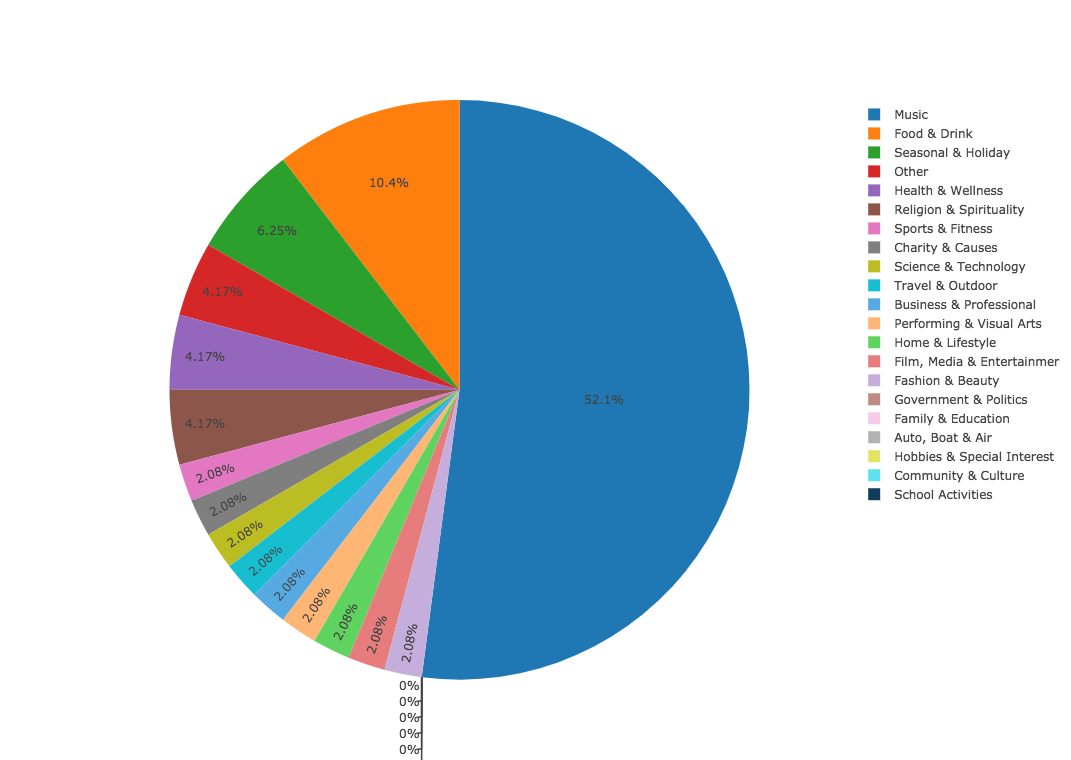 10.4%
6.25%
4.17%
4.17%
4.17%
2.08%
2.08%
2.08%
2.08%
2.08%
2.08%
2.08%
2.08%
2.08%
52.1%
0%
0%
0%
0%
0%
Music
Food & Drink
Seasonal & Holiday
Other
Health & Wellness
Religion & Spirituality
Sports & Fitness
Charity & Causes
Science & Technology
Travel & Outdoor
Business & Professional
Performing & Visual Arts
Home & Lifestyle
Film, Media & Entertainmer
Fashion & Beauty
Government & Politics
Family & Education
Auto, Boat & Air
Hobbies & Special Interest
Community & Culture
School Activities